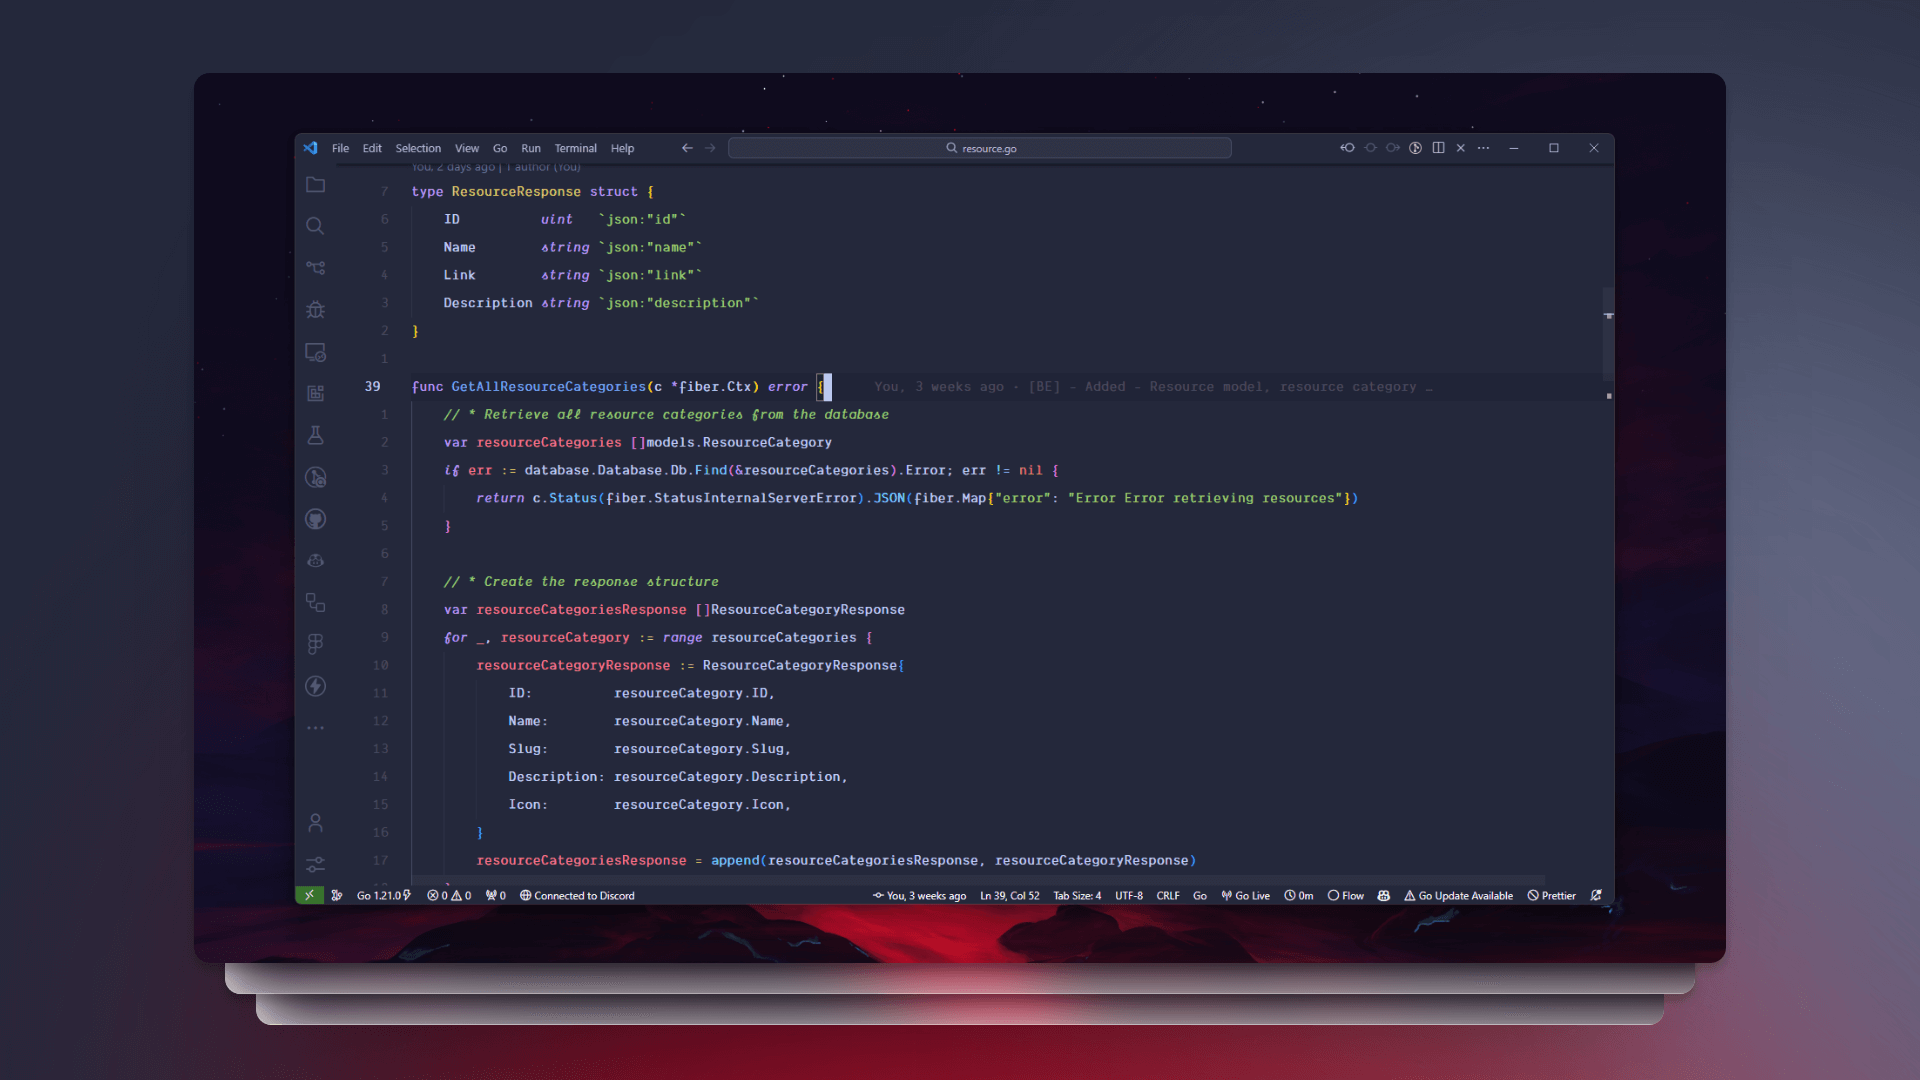 File Edit Selection View Go Run Terminal Help resource.go
You, 2 days ago | 1 author (You)
7 type ResourceResponse struct {
6 ID uint `json:"id"`
5 Name string `json:"name"`
4 Link string `json:"link"`
3 Description string `json:"description"`
2 }
1
39 func GetAllResourceCategories(c *fiber.Ctx) error { You, 3 weeks ago · [BE] - Added - Resource model, resource category …
1 // * Retrieve all resource categories from the database
2 var resourceCategories []models.ResourceCategory
3 if err := database.Database.Db.Find(&resourceCategories).Error; err != nil {
4 return c.Status(fiber.StatusInternalServerError).JSON(fiber.Map{"error": "Error Error retrieving resources"})
5 }
6
7 // * Create the response structure
8 var resourceCategoriesResponse []ResourceCategoryResponse
9 for _, resourceCategory := range resourceCategories {
10 resourceCategoryResponse := ResourceCategoryResponse{
11 ID: resourceCategory.ID,
12 Name: resourceCategory.Name,
13 Slug: resourceCategory.Slug,
14 Description: resourceCategory.Description,
15 Icon: resourceCategory.Icon,
16 }
17 resourceCategoriesResponse = append(resourceCategoriesResponse, resourceCategoryResponse)
Go 1.21.0 0 0 0 Connected to Discord You, 3 weeks ago Ln 39, Col 52 Tab Size: 4 UTF-8 CRLF Go Go Live 0m Flow Go Update Available Prettier